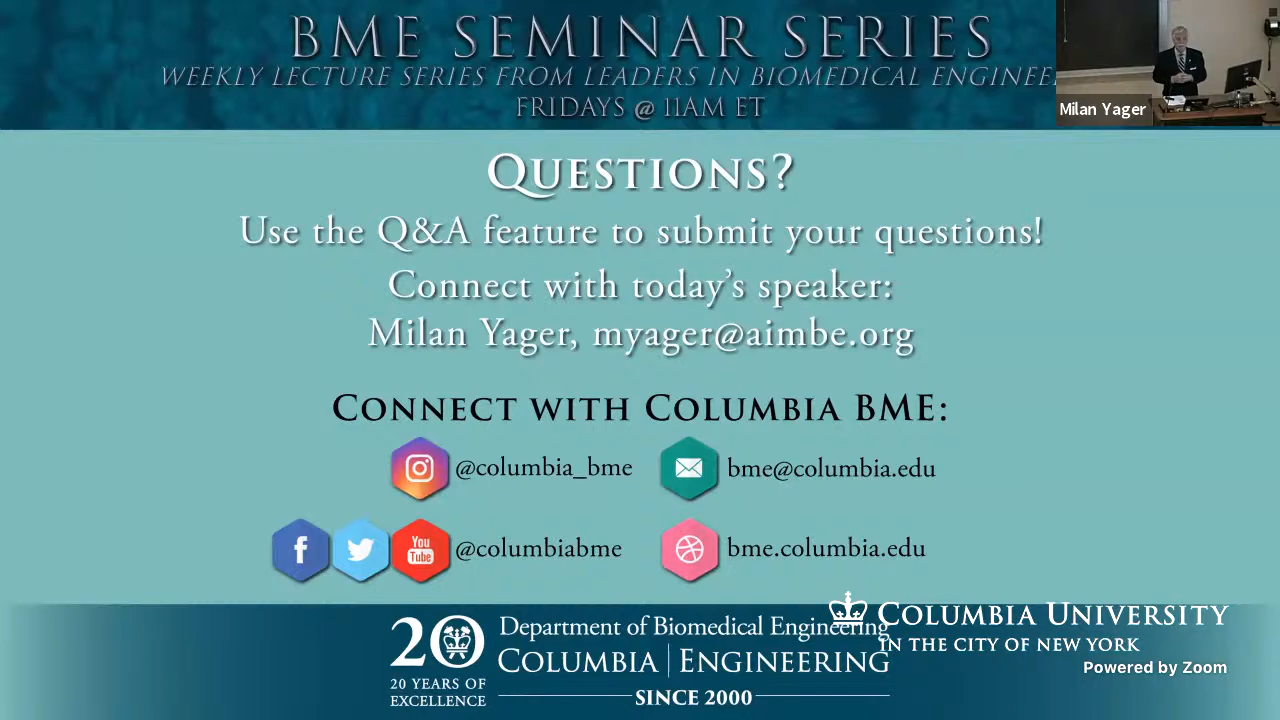 BME SEMINAR SERIES
WEEKLY LECTURE SERIES FROM LEADERS IN BIOMEDICAL ENGINEE
FRIDAYS @ 11AM ET
Milan Yager
QUESTIONS?
Use the Q&A feature to submit your questions!
Connect with today's speaker:
Milan Yager, myager@aimbe.org
CONNECT WITH COLUMBIA BME:
@columbia_bme
bme@columbia.edu
f
You
Tube
@columbiabme
bme.columbia.edu
20
20 YEARS OF
EXCELLENCE
Department of Biomedical Engineering
COLUMBIA | ENGINEERING
SINCE 2000
COLUMBIA UNIVERSITY
IN THE CITY OF NEW YORK
Powered by Zoom